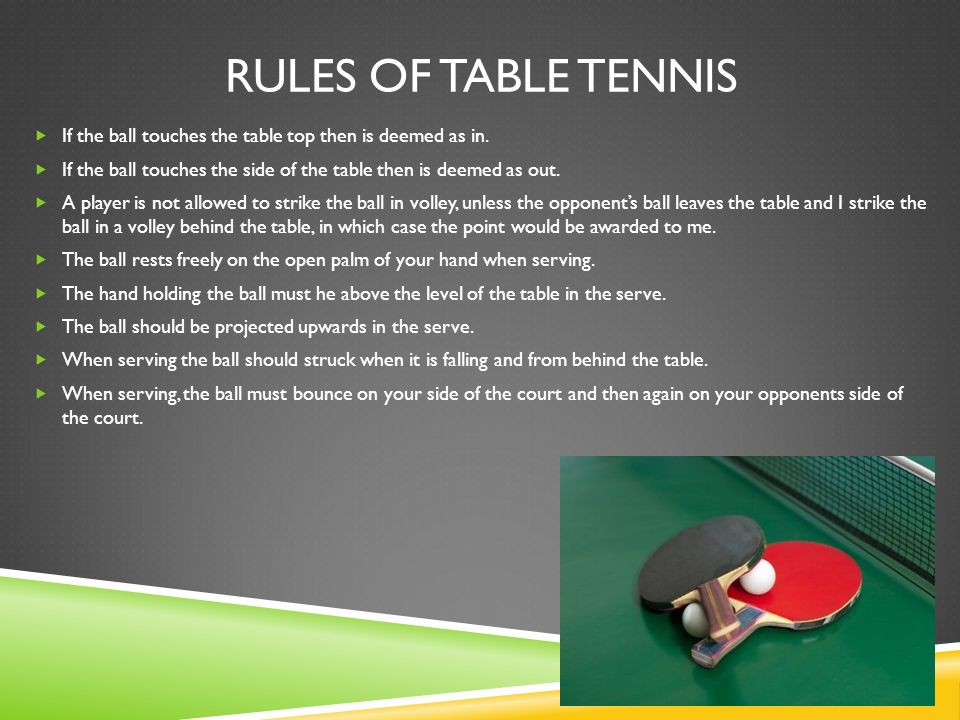 RULES OF TABLE TENNIS
If the ball touches the table top then is deemed as in.
If the ball touches the side of the table then is deemed as out.
A player is not allowed to strike the ball in volley, unless the opponent's ball leaves the table and I strike the
ball in a volley behind the table, in which case the point would be awarded to me.
The ball rests freely on the open palm of your hand when serving.
The hand holding the ball must he above the level of the table in the serve.
The ball should be projected upwards in the serve.
When serving the ball should struck when it is falling and from behind the table.
When serving, the ball must bounce on your side of the court and then again on your opponents side of
the court.